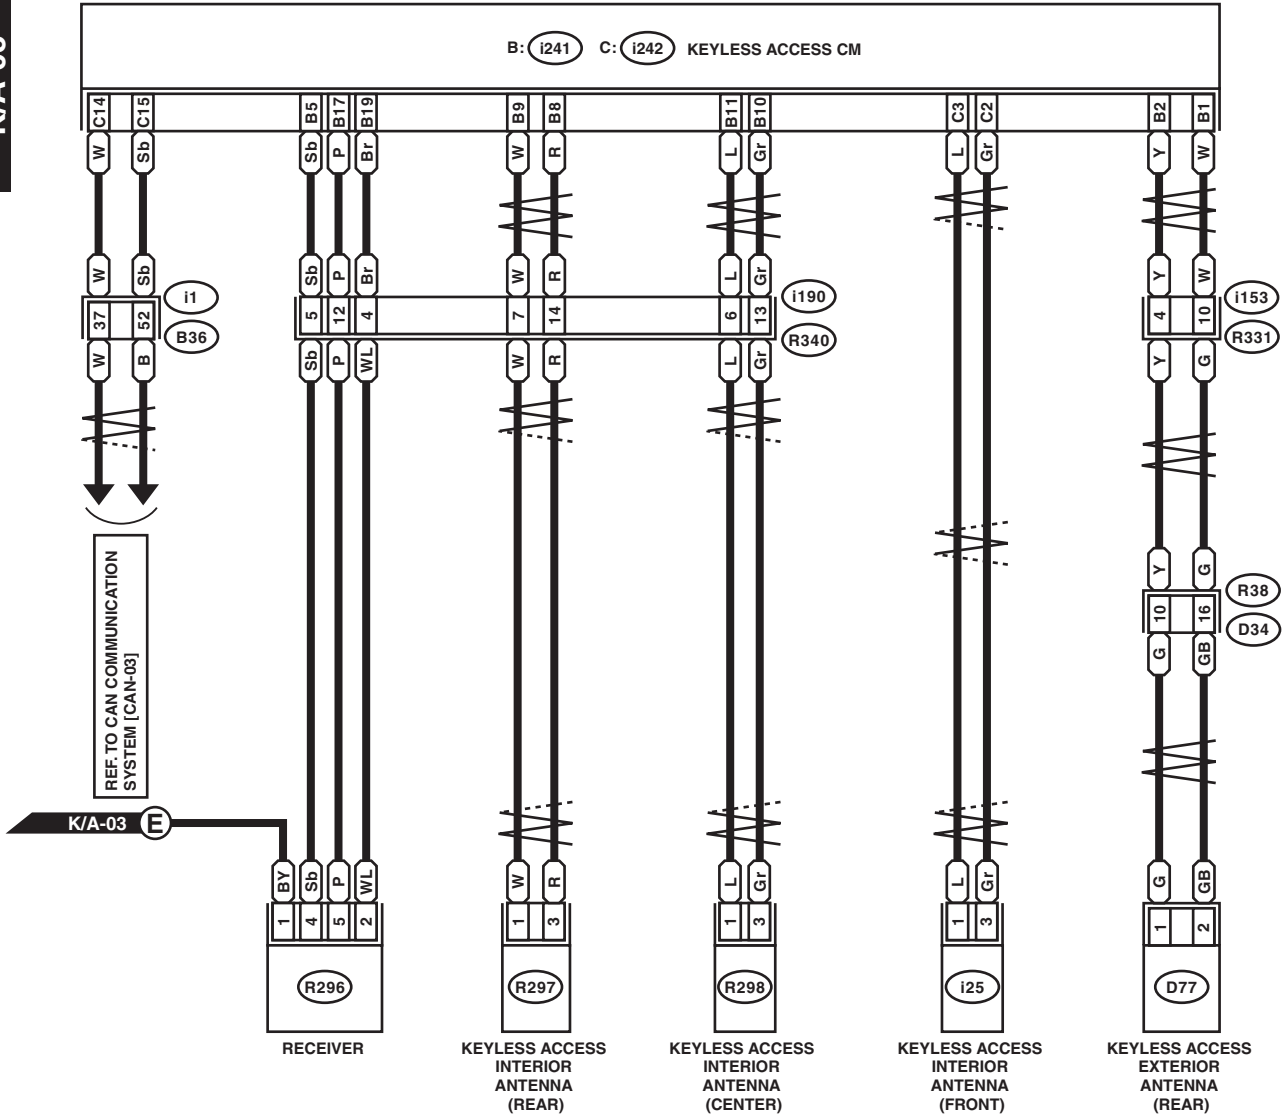 B: i241 C: i242 KEYLESS ACCESS CM
C14 C15 B5 B17 B19 B9 B8 B11 B10 C3 C2 B2 B1
W Sb Sb P Br W R L Gr L Gr Y W
W Sb Sb P Br W R L Gr Y W
i1 i190 i153
37 52 5 12 4 7 14 6 13 4 10
B36 R340 R331
W B Sb P WL W R L Gr Y G
Y G
R38
10 16
D34
G GB
REF. TO CAN COMMUNICATION
SYSTEM [CAN-03]
K/A-03 E
BY Sb P WL W R L Gr L Gr G GB
1 4 5 2 1 3 1 3 1 3 1 2
R296 R297 R298 i25 D77
RECEIVER
KEYLESS ACCESS
INTERIOR
ANTENNA
(REAR)
KEYLESS ACCESS
INTERIOR
ANTENNA
(CENTER)
KEYLESS ACCESS
INTERIOR
ANTENNA
(FRONT)
KEYLESS ACCESS
EXTERIOR
ANTENNA
(REAR)